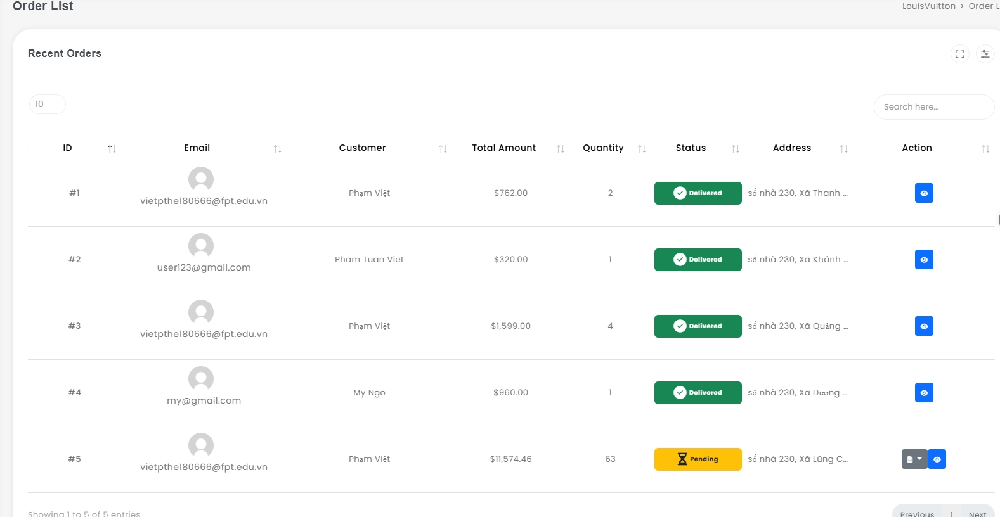 Order List
LouisVuitton > Order L
Recent Orders
10
Search here...
ID Email Customer Total Amount Quantity Status Address Action
#1 vietpthe180666@fpt.edu.vn Phạm Việt $762.00 2 Delivered số nhà 230, Xã Thanh ...
#2 user123@gmail.com Pham Tuan Viet $320.00 1 Delivered số nhà 230, Xã Khánh ...
#3 vietpthe180666@fpt.edu.vn Phạm Việt $1,599.00 4 Delivered số nhà 230, Xã Quảng ...
#4 my@gmail.com My Ngo $960.00 1 Delivered số nhà 230, Xã Dương ...
#5 vietpthe180666@fpt.edu.vn Phạm Việt $11,574.46 63 Pending số nhà 230, Xã Lũng C...
Showing 1 to 5 of 5 entries
Previous 1 Next